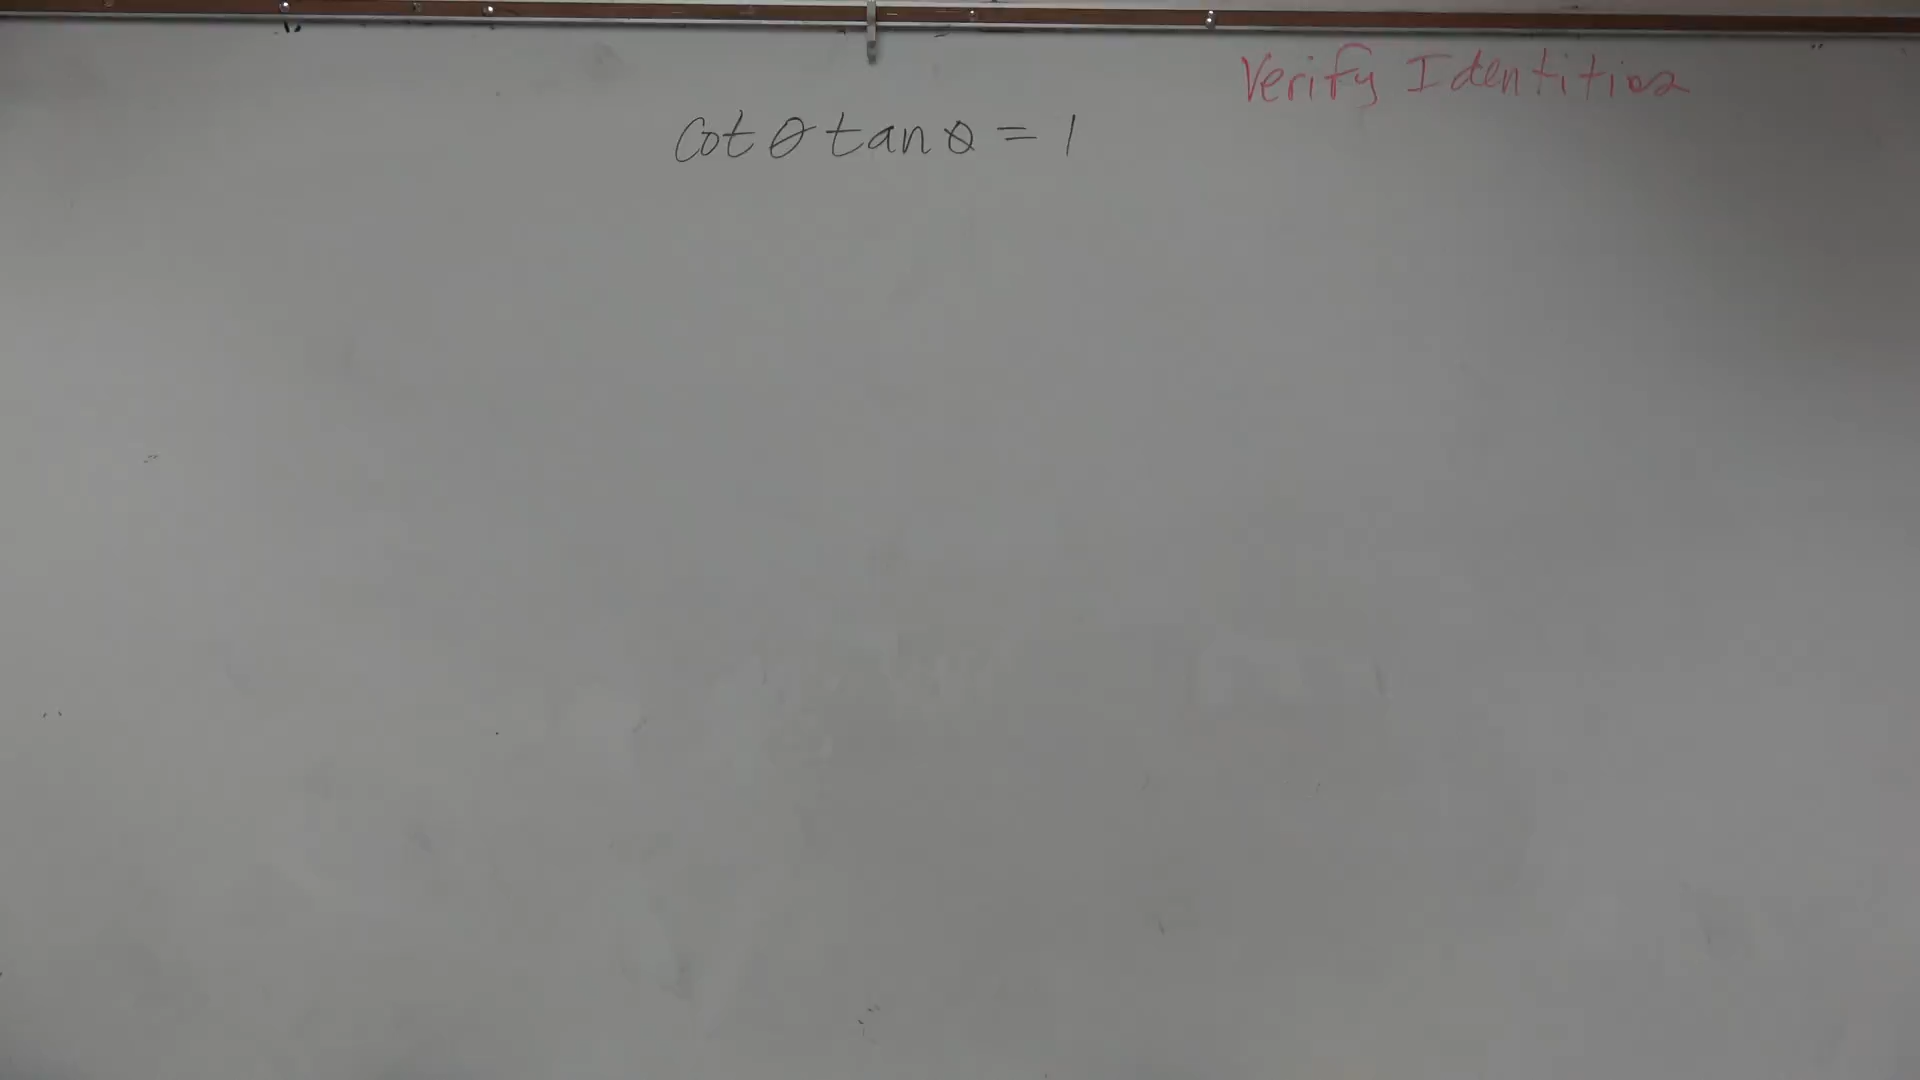 Verify Identities
cot θ tan θ = 1